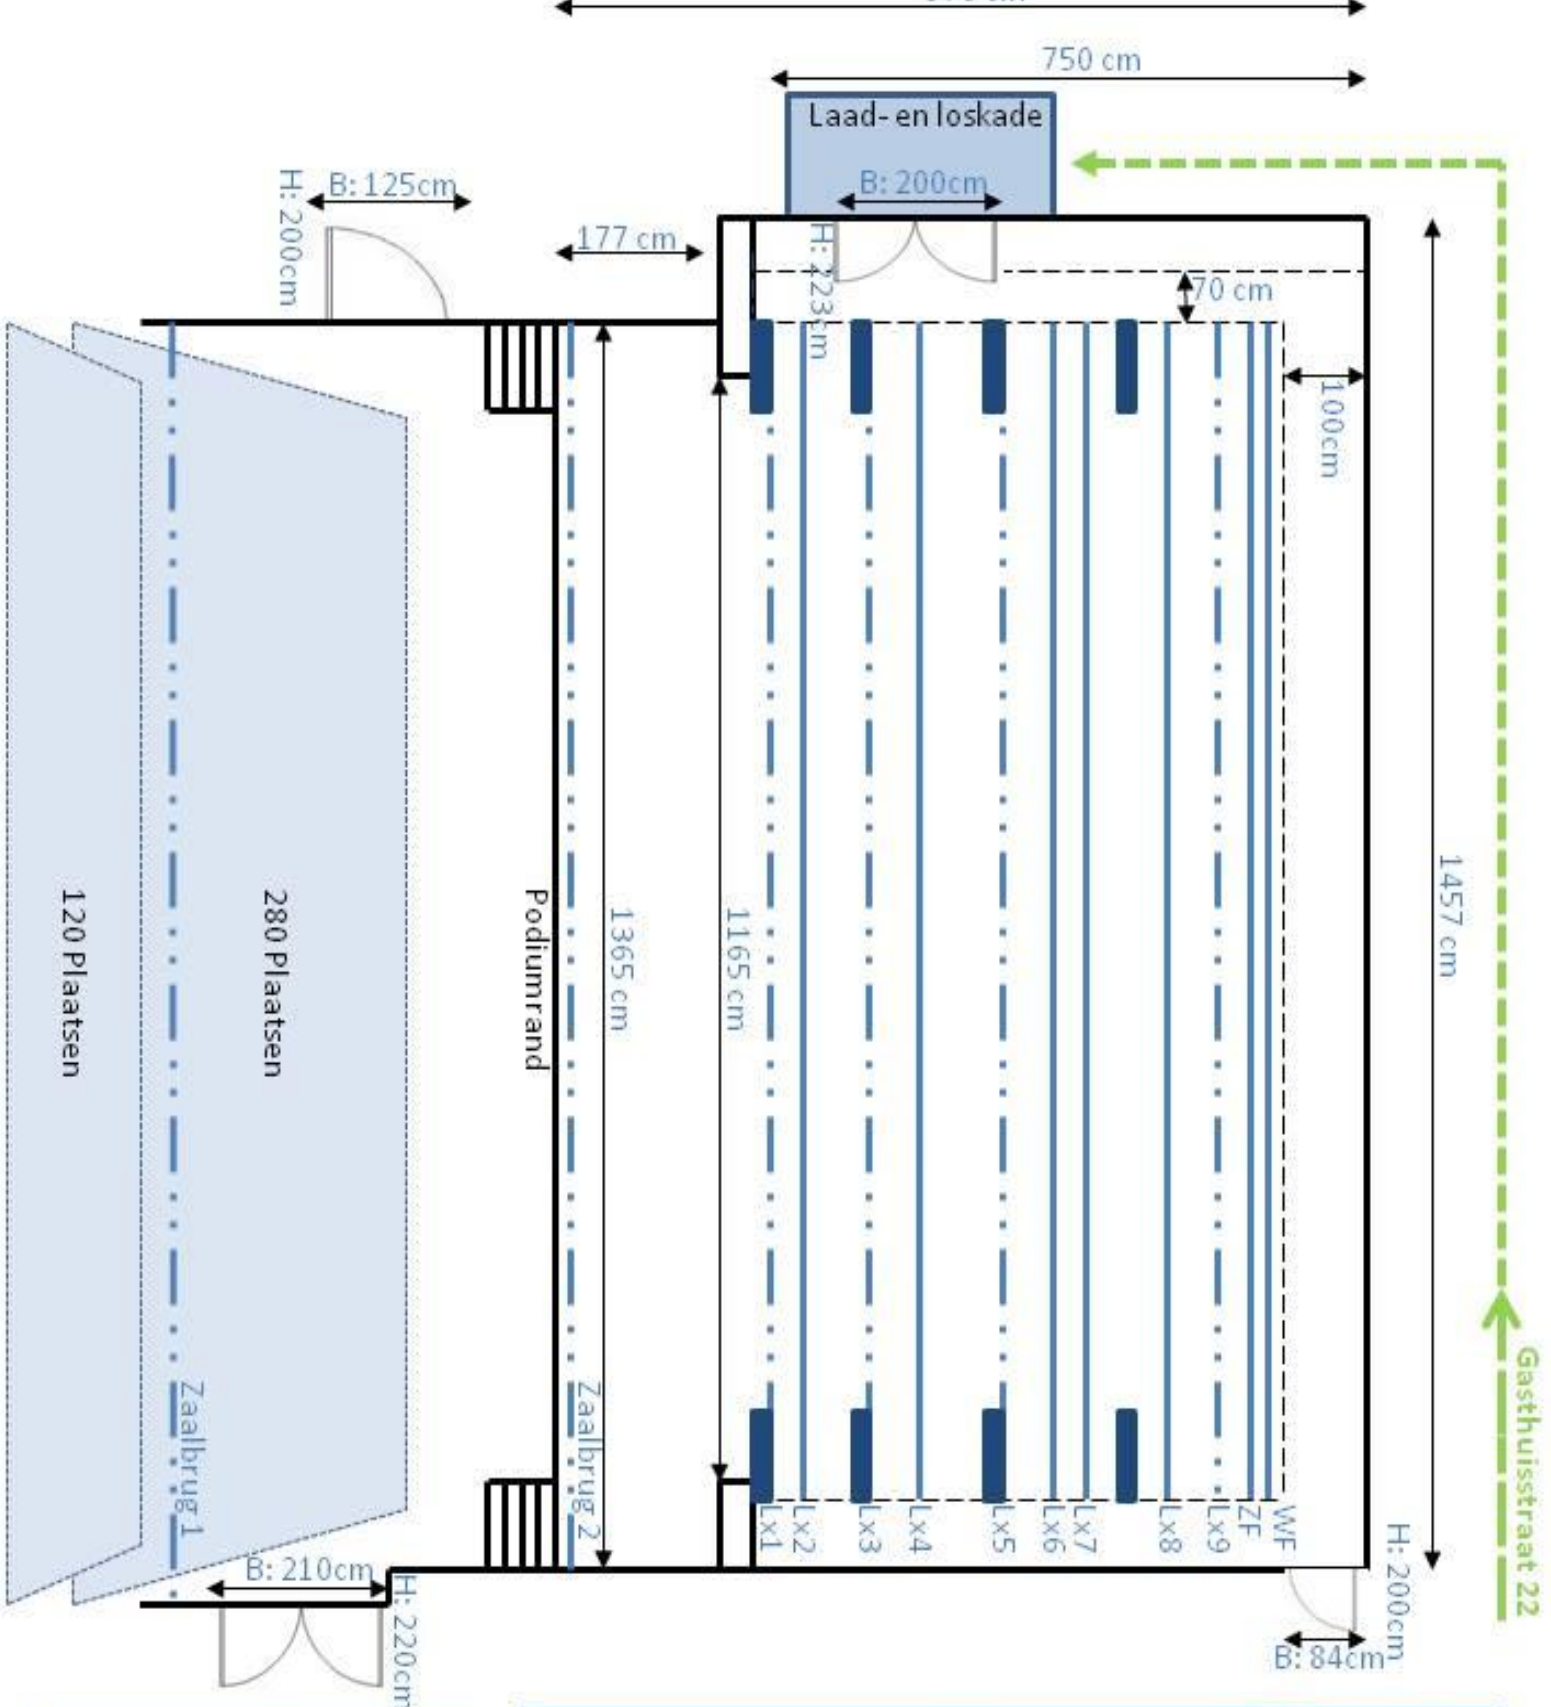 750 cm
Laad- en loskade
B: 125cm
H: 200cm
B: 200cm
177 cm
H: 223cm
70 cm
100cm
120 Plaatsen
280 Plaatsen
Podiumrand
1365 cm
1165 cm
1457 cm
Zaalbrug 1
Zaalbrug 2
Lx1
Lx2
Lx3
Lx4
Lx5
Lx6
Lx7
Lx8
Lx9
ZF
WF
Gasthuisstraat 22
B: 210cm
H: 220cm
H: 200cm
B: 84cm